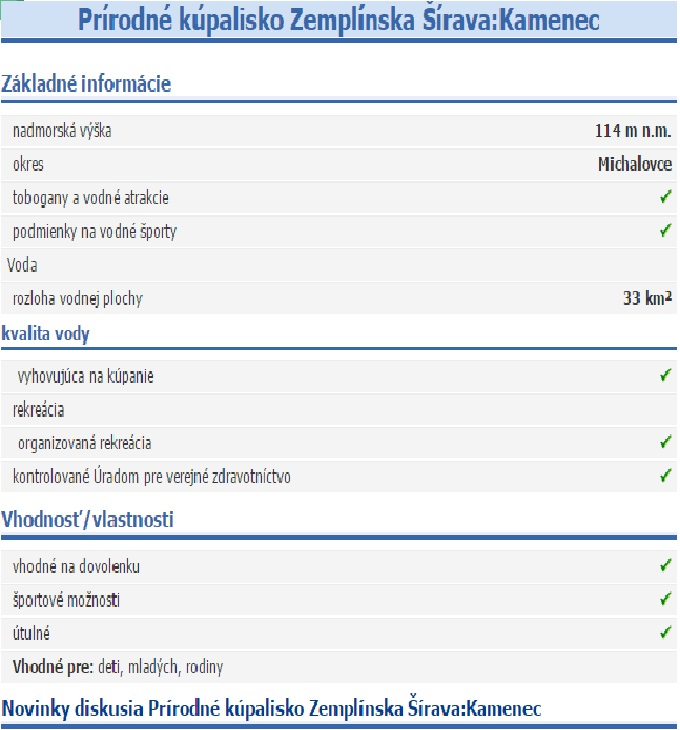 Prírodné kúpalisko Zemplínska Šírava:Kamenec
Základné informácie
nadmorská výška 114 m n.m.
okres Michalovce
tobogany a vodné atrakcie ✔
podmienky na vodné športy ✔
Voda
rozloha vodnej plochy 33 km²
kvalita vody
vyhovujúca na kúpanie ✔
rekreácia
organizovaná rekreácia ✔
kontrolované Úradom pre verejné zdravotníctvo ✔
Vhodnosť/vlastnosti
vhodné na dovolenku ✔
športové možnosti ✔
útulné ✔
Vhodné pre: deti, mladých, rodiny
Novinky diskusia Prírodné kúpalisko Zemplínska Šírava:Kamenec